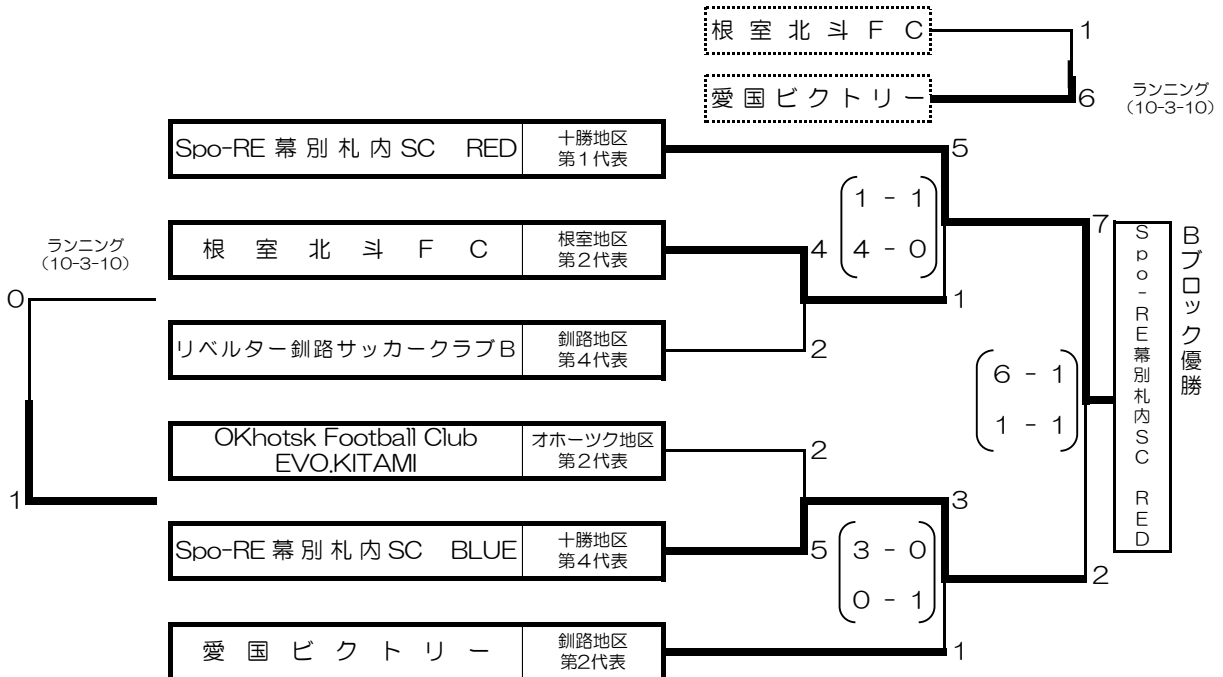 根室北斗FC
1
愛国ビクトリー
6
ランニング
(10-3-10)
Spo-RE幕別札内SC RED
十勝地区
第1代表
5
1 - 1
4 - 0
7
ランニング
(10-3-10)
根室北斗FC
根室地区
第2代表
4
0
1
リベルター釧路サッカークラブB
釧路地区
第4代表
2
6 - 1
1 - 1
Spo-RE幕別札内SC RED
Bブロック優勝
OKhotsk Football Club
EVO.KITAMI
オホーツク地区
第2代表
2
1
3
Spo-RE幕別札内SC BLUE
十勝地区
第4代表
5
3 - 0
0 - 1
2
愛国ビクトリー
釧路地区
第2代表
1